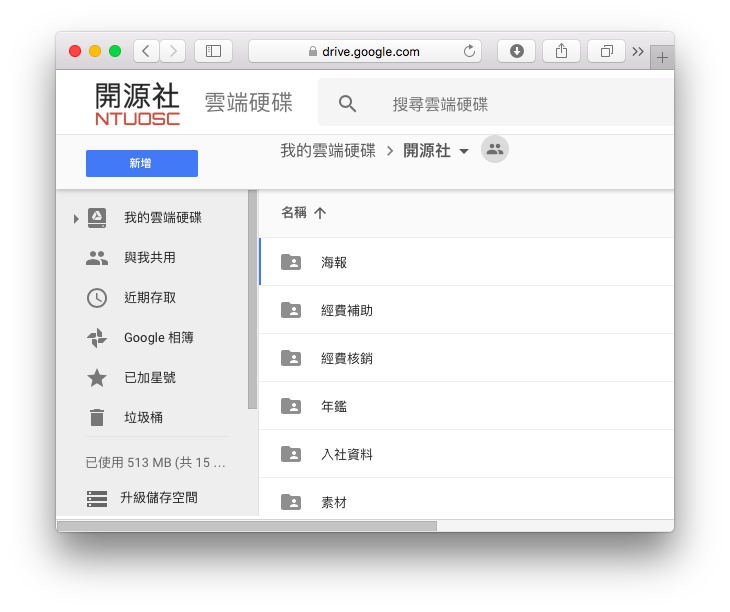 drive.google.com
開源社
NTUOSC
雲端硬碟
搜尋雲端硬碟
新增
我的雲端硬碟 > 開源社
我的雲端硬碟
與我共用
近期存取
Google 相簿
已加星號
垃圾桶
已使用 513 MB (共 15 …
升級儲存空間
名稱
海報
經費補助
經費核銷
年鑑
入社資料
素材